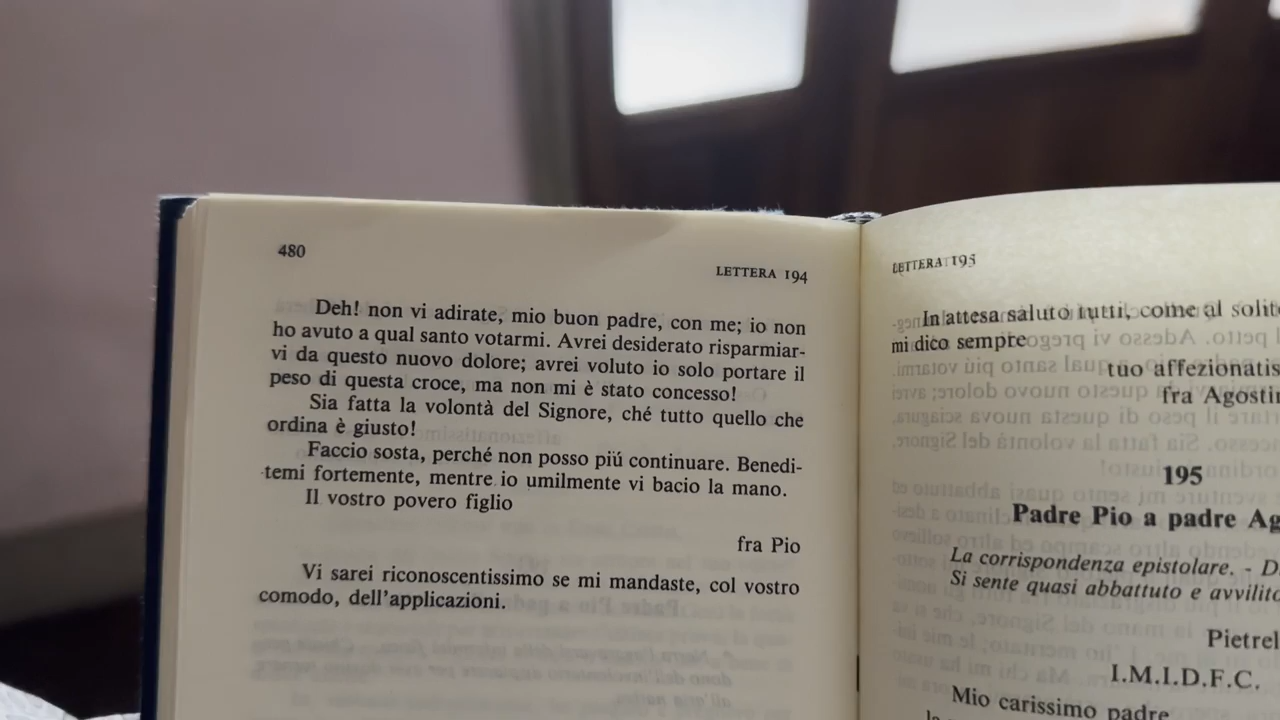 480
LETTERA 194
Deh! non vi adirate, mio buon padre, con me; io non
ho avuto a qual santo votarmi. Avrei desiderato risparmiar-
vi da questo nuovo dolore; avrei voluto io solo portare il
peso di questa croce, ma non mi è stato concesso!
Sia fatta la volontà del Signore, ché tutto quello che
ordina è giusto!
Faccio sosta, perché non posso piú continuare. Benedi-
temi fortemente, mentre io umilmente vi bacio la mano.
Il vostro povero figlio
fra Pio
Vi sarei riconoscentissimo se mi mandaste, col vostro
comodo, dell'applicazioni.
LETTERA 195
In attesa saluto tutti, come al solit
mi dico sempre
tuo affezionatis
fra Agostin
195
Padre Pio a padre Ag
La corrispondenza epistolare. - D
Si sente quasi abbattuto e avvilito
Pietrel
I.M.I.D.F.C.
Mio carissimo padre